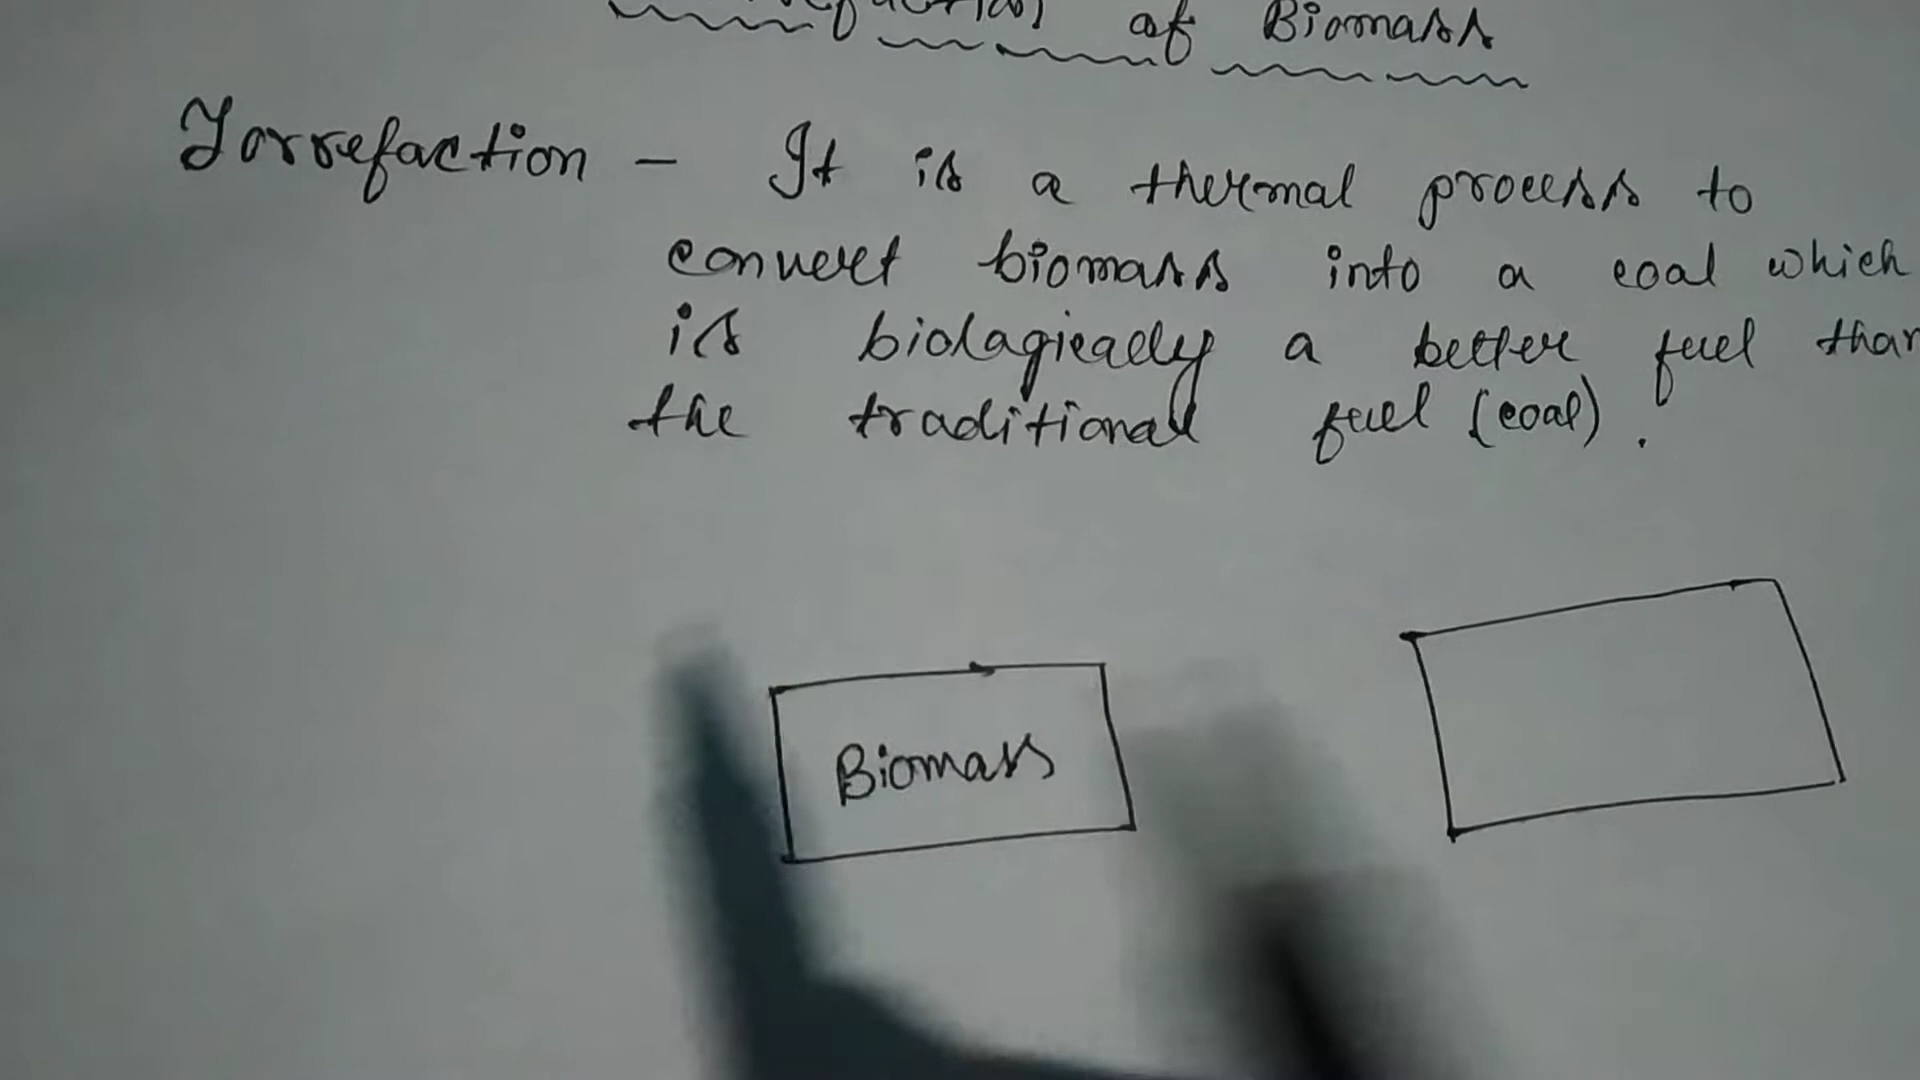 of Biomass
Torrefaction - It is a thermal process to
convert biomass into a coal which
is biologically a better fuel than
the traditional fuel (coal).
Biomass